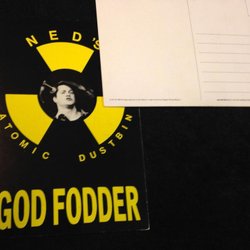 NED'S
ATOMIC DUSTBIN
GOD FODDER